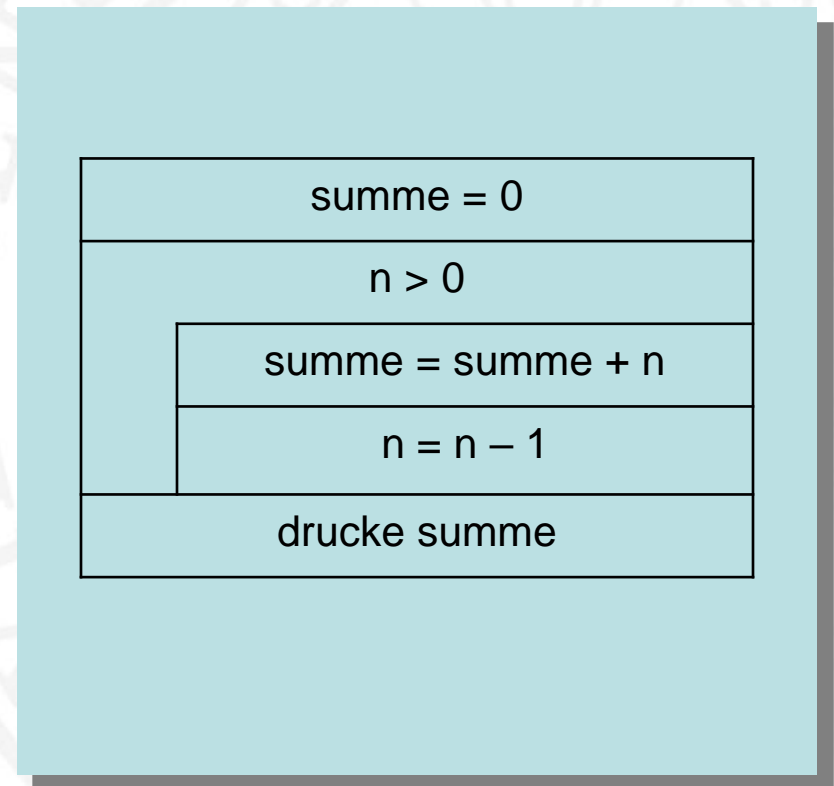 summe = 0
n > 0
summe = summe + n
n = n – 1
drucke summe